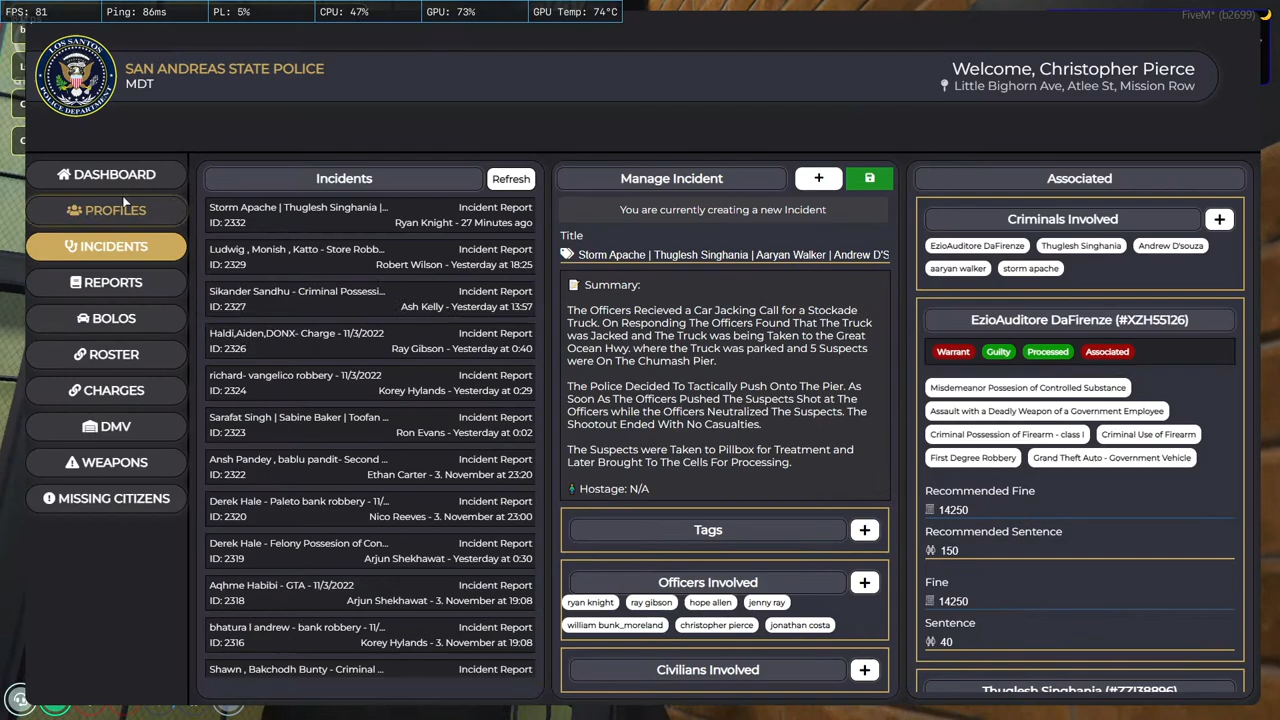 FPS: 81
Ping: 86ms
PL: 5%
CPU: 47%
GPU: 73%
GPU Temp: 74°C
FiveM* (b2699)
LOS SANTOS
POLICE DEPARTMENT
SAN ANDREAS STATE POLICE
MDT
Welcome, Christopher Pierce
Little Bighorn Ave, Atlee St, Mission Row
DASHBOARD
PROFILES
INCIDENTS
REPORTS
BOLOS
ROSTER
CHARGES
DMV
WEAPONS
MISSING CITIZENS
Incidents
Refresh
Storm Apache | Thuglesh Singhania |... Incident Report
ID: 2332 Ryan Knight - 27 Minutes ago
Ludwig , Monish , Katto - Store Robb... Incident Report
ID: 2329 Robert Wilson - Yesterday at 18:25
Sikander Sandhu - Criminal Possesi... Incident Report
ID: 2327 Ash Kelly - Yesterday at 13:57
Haldi,Aiden,DONX- Charge - 11/3/2022 Incident Report
ID: 2326 Ray Gibson - Yesterday at 0:40
richard- vangelico robbery - 11/3/2022 Incident Report
ID: 2324 Korey Hylands - Yesterday at 0:29
Sarafat Singh | Sabine Baker | Toofan ... Incident Report
ID: 2323 Ron Evans - Yesterday at 0:02
Ansh Pandey , bablu pandit- Second ... Incident Report
ID: 2322 Ethan Carter - 3. November at 23:20
Derek Hale - Paleto bank robbery - 11/... Incident Report
ID: 2320 Nico Reeves - 3. November at 23:00
Derek Hale - Felony Possesion of Con... Incident Report
ID: 2319 Arjun Shekhawat - Yesterday at 0:30
Aqhme Habibi - GTA - 11/3/2022 Incident Report
ID: 2318 Arjun Shekhawat - 3. November at 19:08
bhatura l andrew - bank robbery - 11/... Incident Report
ID: 2316 Korey Hylands - 3. November at 19:08
Shawn , Bakchodh Bunty - Criminal ... Incident Report
Manage Incident
+
You are currently creating a new Incident
Title
Storm Apache | Thuglesh Singhania | Aaryan Walker | Andrew D'S
📝 Summary:
The Officers Recieved a Car Jacking Call for a Stockade
Truck. On Responding The Officers Found That The Truck
was Jacked and The Truck was being Taken to the Great
Ocean Hwy. where the Truck was parked and 5 Suspects
were On The Chumash Pier.
The Police Decided To Tactically Push Onto The Pier. As
Soon As The Officers Pushed The Suspects Shot at The
Officers while the Officers Neutralized The Suspects. The
Shootout Ended With No Casualties.
The Suspects were Taken to Pillbox for Treatment and
Later Brought To The Cells For Processing.
Hostage: N/A
Tags
+
Officers Involved
+
ryan knight ray gibson hope allen jenny ray
william bunk_moreland christopher pierce jonathan costa
Civilians Involved
+
Associated
Criminals Involved
+
EzioAuditore DaFirenze Thuglesh Singhania Andrew D'souza
aaryan walker storm apache
EzioAuditore DaFirenze (#XZH55126)
Warrant Guilty Processed Associated
Misdemeanor Possesion of Controlled Substance
Assault with a Deadly Weapon of a Government Employee
Criminal Possession of Firearm - class I Criminal Use of Firearm
First Degree Robbery Grand Theft Auto - Government Vehicle
Recommended Fine
14250
Recommended Sentence
150
Fine
14250
Sentence
40
Thuglesh Singhania (#ZZI38896)